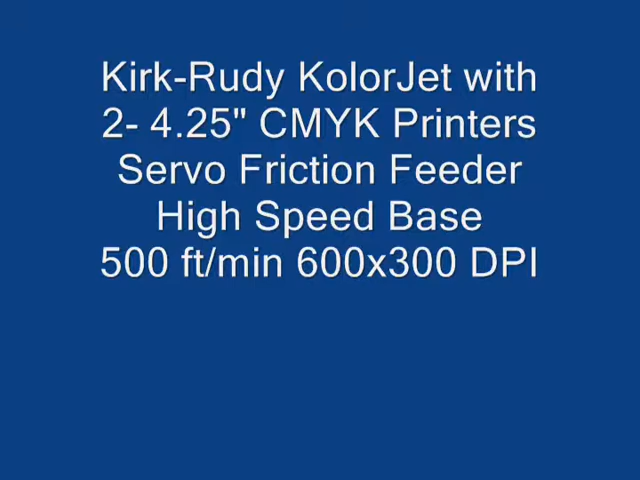 Kirk-Rudy KolorJet with
2- 4.25" CMYK Printers
Servo Friction Feeder
High Speed Base
500 ft/min 600x300 DPI